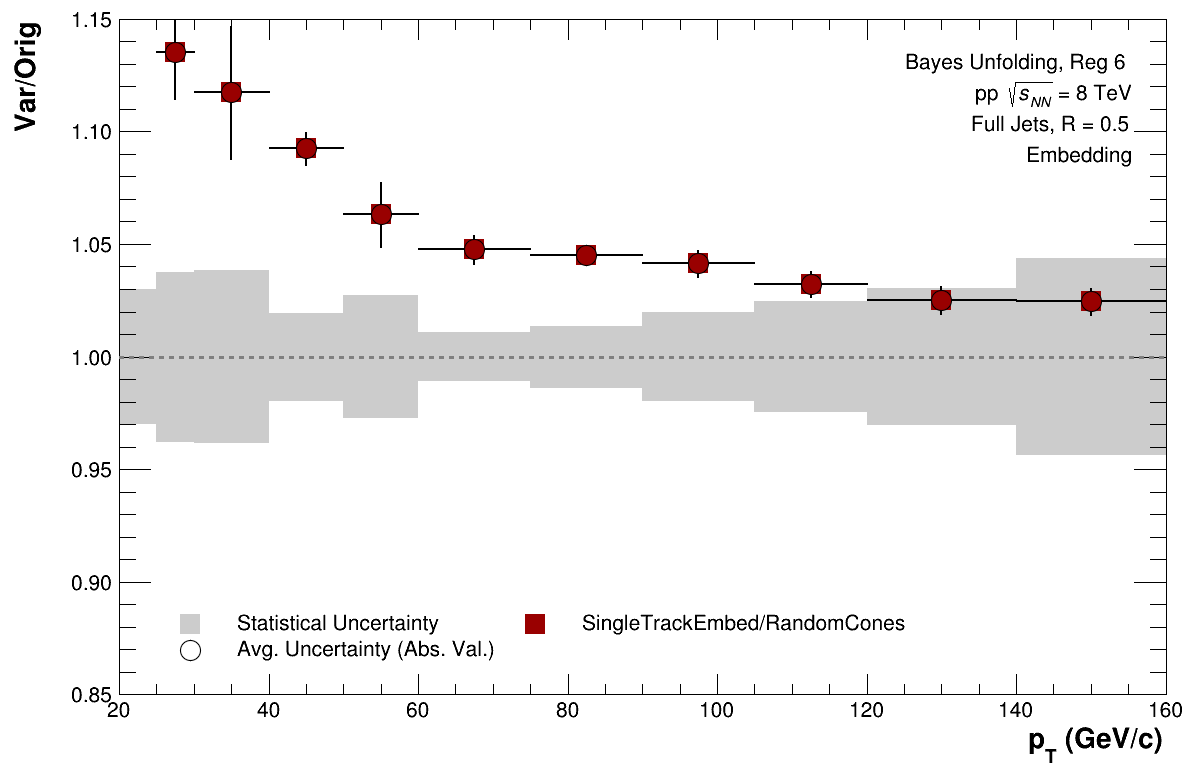 Var/Orig
1.15
1.10
1.05
1.00
0.95
0.90
0.85
Bayes Unfolding, Reg 6
pp √sNN = 8 TeV
Full Jets, R = 0.5
Embedding
Statistical Uncertainty
SingleTrackEmbed/RandomCones
Avg. Uncertainty (Abs. Val.)
20 40 60 80 100 120 140 160
pT (GeV/c)